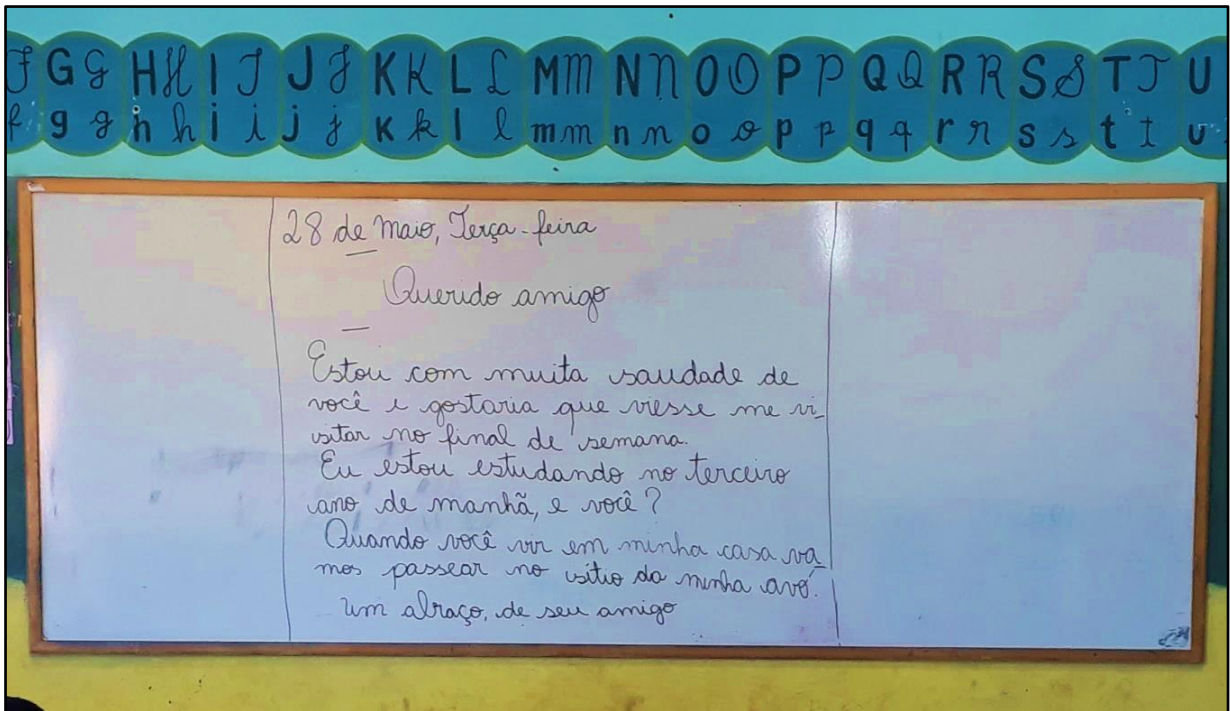 F G G H H I I J J K K L L M M N N O O P P Q Q R R S S T T U
f g g h h i i j j k k l l m m n n o o p p q q r r s s t t u
28 de Maio, Terça-feira
Querido amigo
Estou com muita saudade de
você e gostaria que viesse me vi_
sitar no final de semana.
Eu estou estudando no terceiro
ano de manhã, e você?
Quando você vir em minha casa va_
mos passear no sítio da minha avó.
Um abraço, de seu amigo